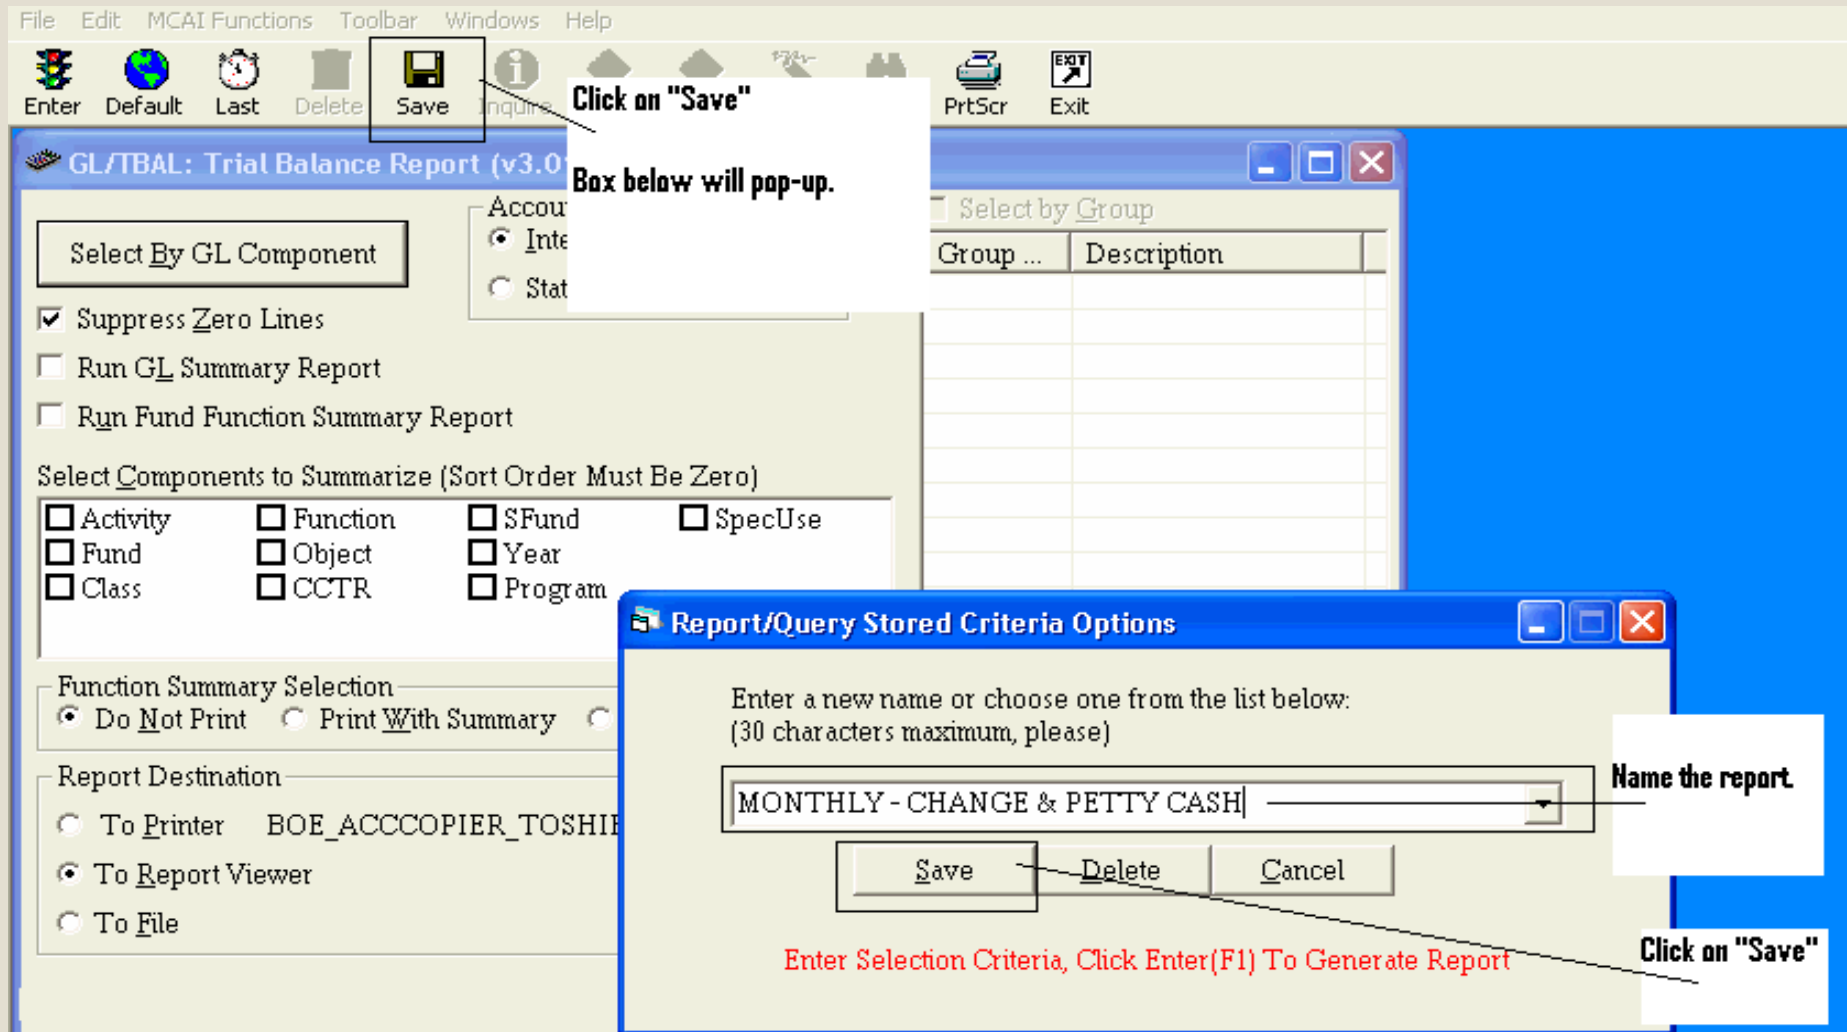 File Edit MCAI Functions Toolbar Windows Help
Enter Default Last Delete Save Inquire PrtScr Exit
EXIT
Click on "Save"
Box below will pop-up.
GL/TBAL: Trial Balance Report
Select By GL Component
Select by Group
Group ... Description
Suppress Zero Lines
Run GL Summary Report
Run Fund Function Summary Report
Select Components to Summarize (Sort Order Must Be Zero)
Activity Function SFund SpecUse
Fund Object Year
Class CCTR Program
Function Summary Selection
Do Not Print Print With Summary
Report Destination
To Printer
To Report Viewer
To File
Report/Query Stored Criteria Options
Enter a new name or choose one from the list below:
(30 characters maximum, please)
MONTHLY - CHANGE & PETTY CASH
Name the report.
Save Delete Cancel
Click on "Save"
Enter Selection Criteria, Click Enter(F1) To Generate Report